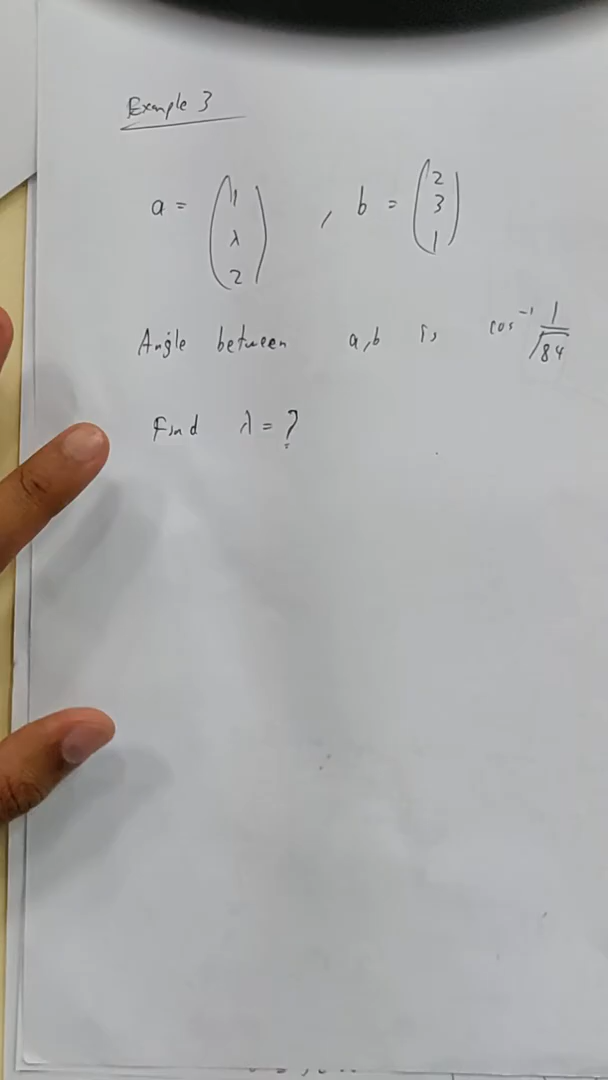 Example 3
a = (1 λ 2) , b = (2 3 1)
Angle between a,b is cos⁻¹ 1/√84
Find λ = ?